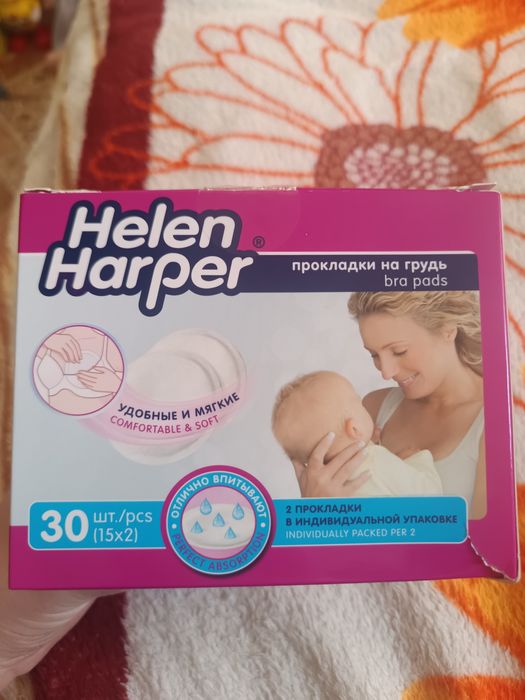 Helen
Harper ®
прокладки на грудь
bra pads
УДОБНЫЕ И МЯГКИЕ
COMFORTABLE & SOFT
30 ШТ./pcs
(15x2)
ОТЛИЧНО ВПИТЫВАЮТ
PERFECT ABSORPTION
2 ПРОКЛАДКИ
В ИНДИВИДУАЛЬНОЙ УПАКОВКЕ
INDIVIDUALLY PACKED PER 2